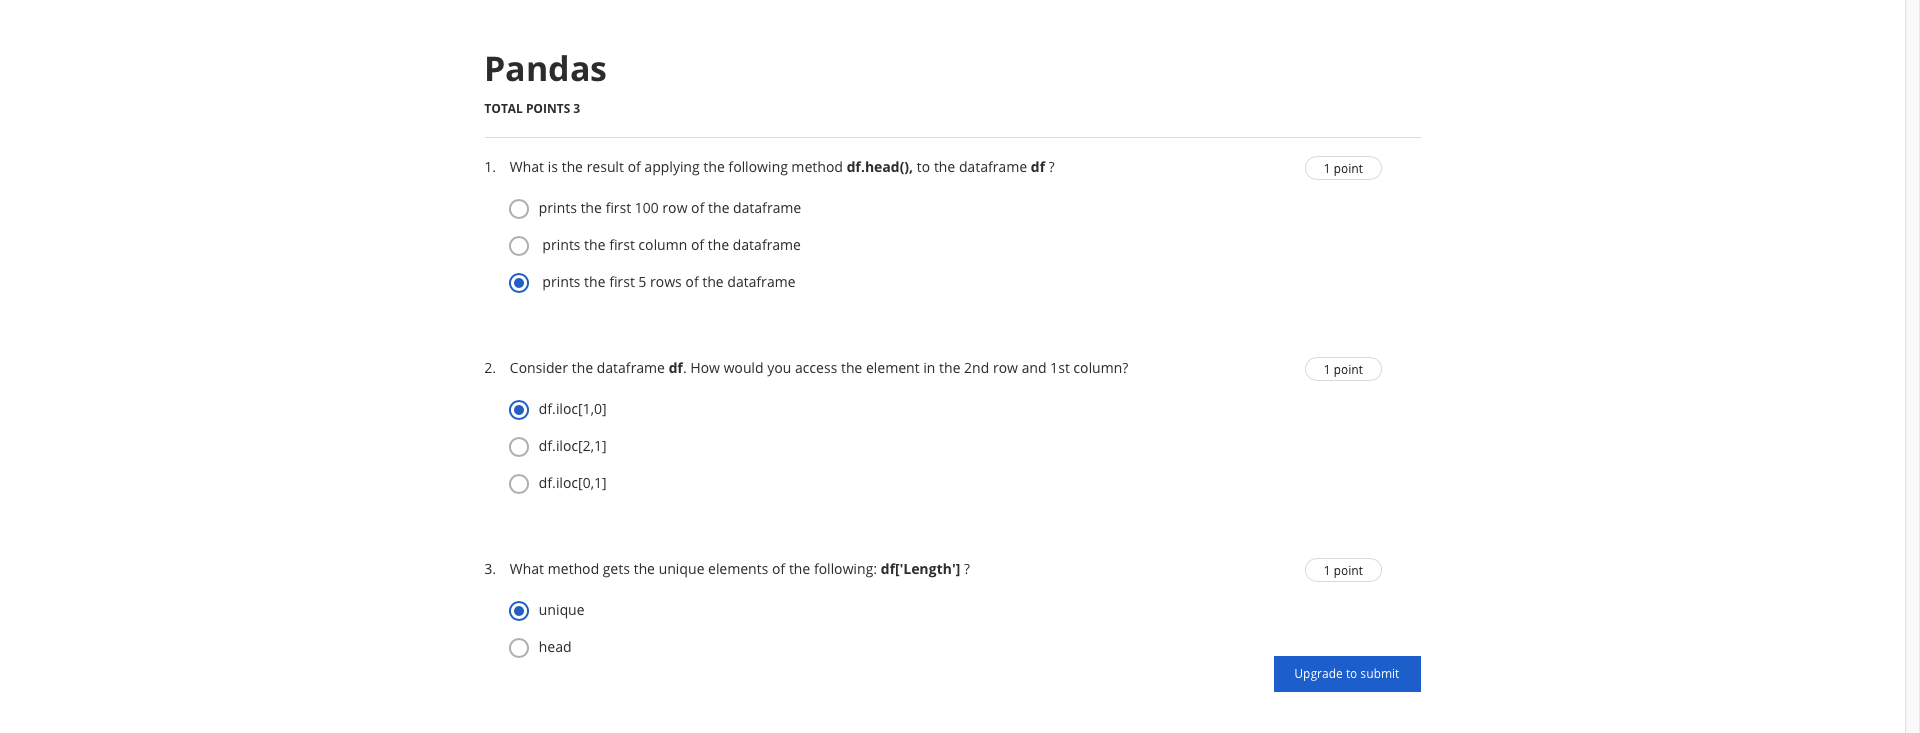 Pandas
TOTAL POINTS 3
1. What is the result of applying the following method df.head(), to the dataframe df ?
1 point
prints the first 100 row of the dataframe
prints the first column of the dataframe
prints the first 5 rows of the dataframe
2. Consider the dataframe df. How would you access the element in the 2nd row and 1st column?
1 point
df.iloc[1,0]
df.iloc[2,1]
df.iloc[0,1]
3. What method gets the unique elements of the following: df['Length'] ?
1 point
unique
head
Upgrade to submit